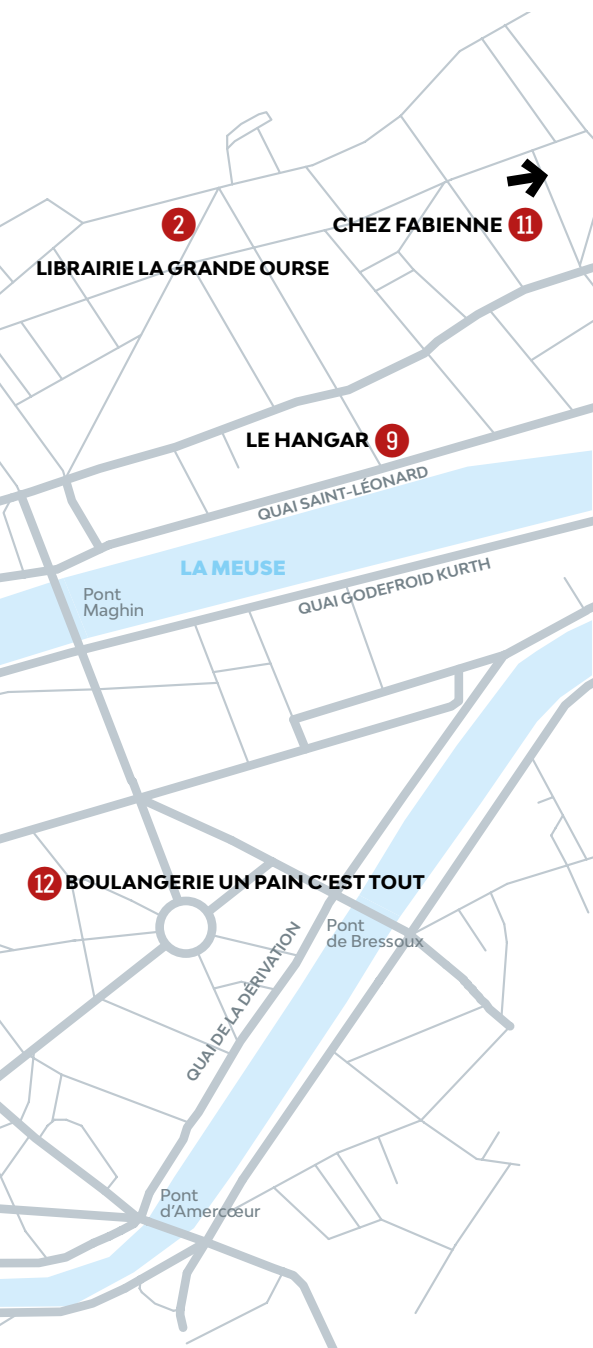 2
CHEZ FABIENNE 11
LIBRAIRIE LA GRANDE OURSE
LE HANGAR 9
QUAI SAINT-LÉONARD
LA MEUSE
QUAI GODEFROID KURTH
Pont
Maghin
12 BOULANGERIE UN PAIN C'EST TOUT
Pont
de Bressoux
QUAI DE LA DÉRIVATION
Pont
d'Amercœur